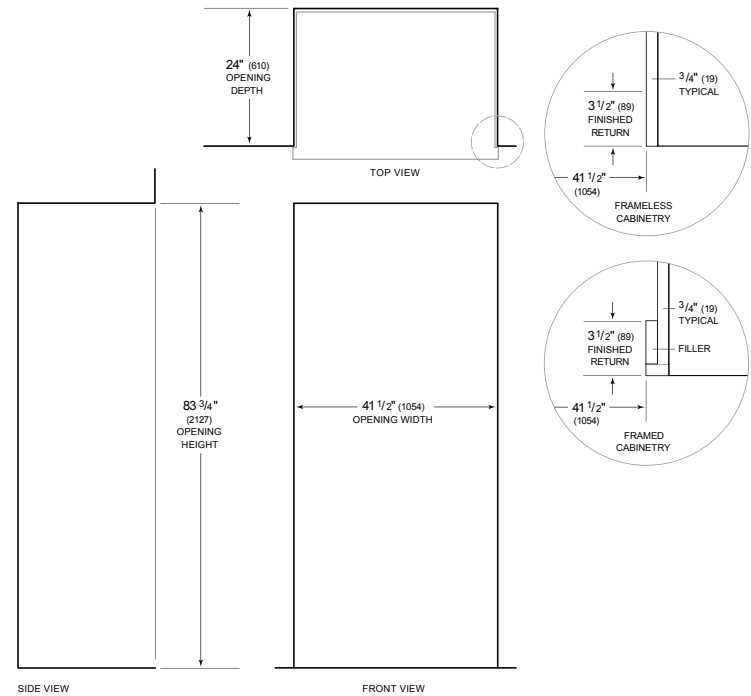 24" (610)
OPENING
DEPTH
TOP VIEW
3/4" (19)
TYPICAL
3 1/2" (89)
FINISHED
RETURN
41 1/2"
(1054)
FRAMELESS
CABINETRY
3/4" (19)
TYPICAL
3 1/2" (89)
FINISHED
RETURN
FILLER
41 1/2"
(1054)
FRAMED
CABINETRY
83 3/4"
(2127)
OPENING
HEIGHT
41 1/2" (1054)
OPENING WIDTH
SIDE VIEW
FRONT VIEW